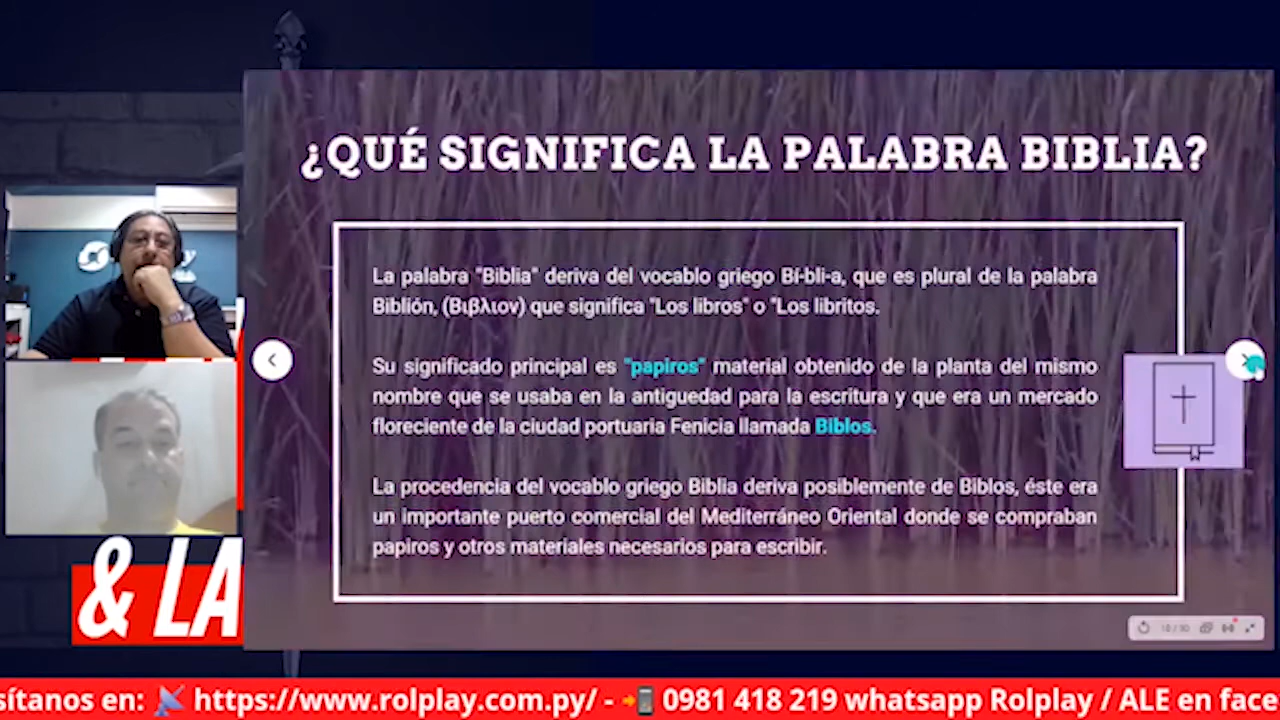 ¿QUÉ SIGNIFICA LA PALABRA BIBLIA?
La palabra "Biblia" deriva del vocablo griego Bí-bli-a, que es plural de la palabra
Biblión, (Βιβλιον) que significa "Los libros" o "Los libritos.
Su significado principal es "papiros" material obtenido de la planta del mismo
nombre que se usaba en la antiguedad para la escritura y que era un mercado
floreciente de la ciudad portuaria Fenicia llamada Biblos.
La procedencia del vocablo griego Biblia deriva posiblemente de Biblos, éste era
un importante puerto comercial del Mediterráneo Oriental donde se compraban
papiros y otros materiales necesarios para escribir.
& LA
sítanos en: https://www.rolplay.com.py/ - 0981 418 219 whatsapp Rolplay / ALE en face